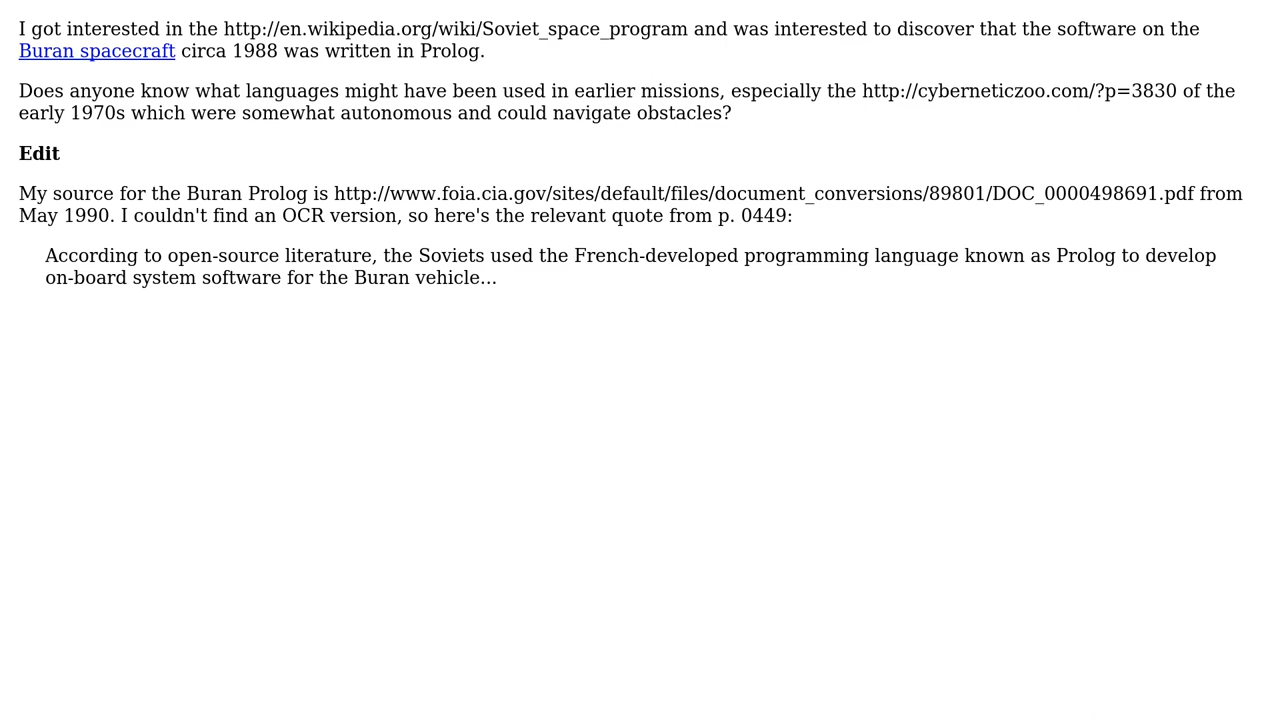 I got interested in the http://en.wikipedia.org/wiki/Soviet_space_program and was interested to discover that the software on the
Buran spacecraft circa 1988 was written in Prolog.
Does anyone know what languages might have been used in earlier missions, especially the http://cyberneticzoo.com/?p=3830 of the
early 1970s which were somewhat autonomous and could navigate obstacles?
Edit
My source for the Buran Prolog is http://www.foia.cia.gov/sites/default/files/document_conversions/89801/DOC_0000498691.pdf from
May 1990. I couldn't find an OCR version, so here's the relevant quote from p. 0449:
According to open-source literature, the Soviets used the French-developed programming language known as Prolog to develop
on-board system software for the Buran vehicle...